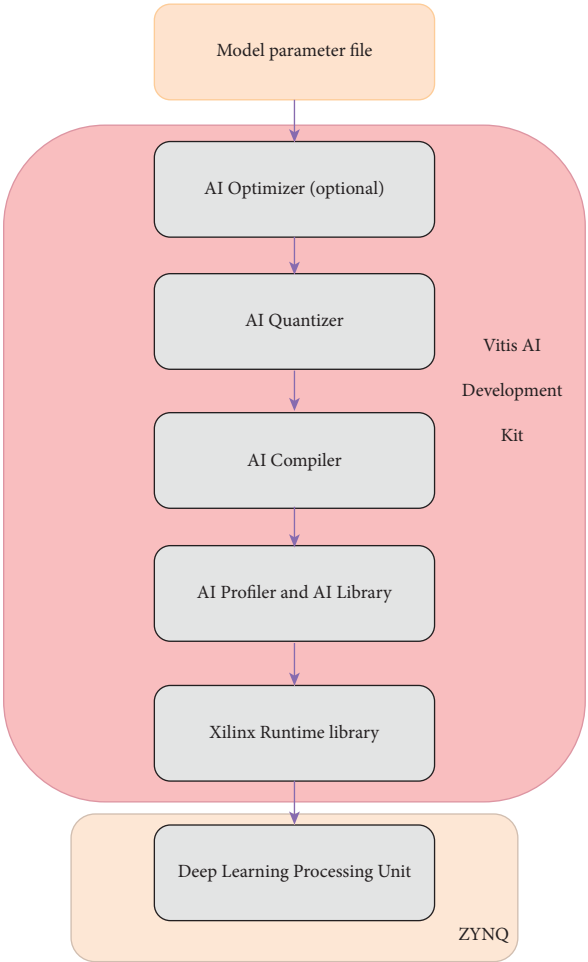 Model parameter file
AI Optimizer (optional)
AI Quantizer
Vitis AI
Development
Kit
AI Compiler
AI Profiler and AI Library
Xilinx Runtime library
Deep Learning Processing Unit
ZYNQ